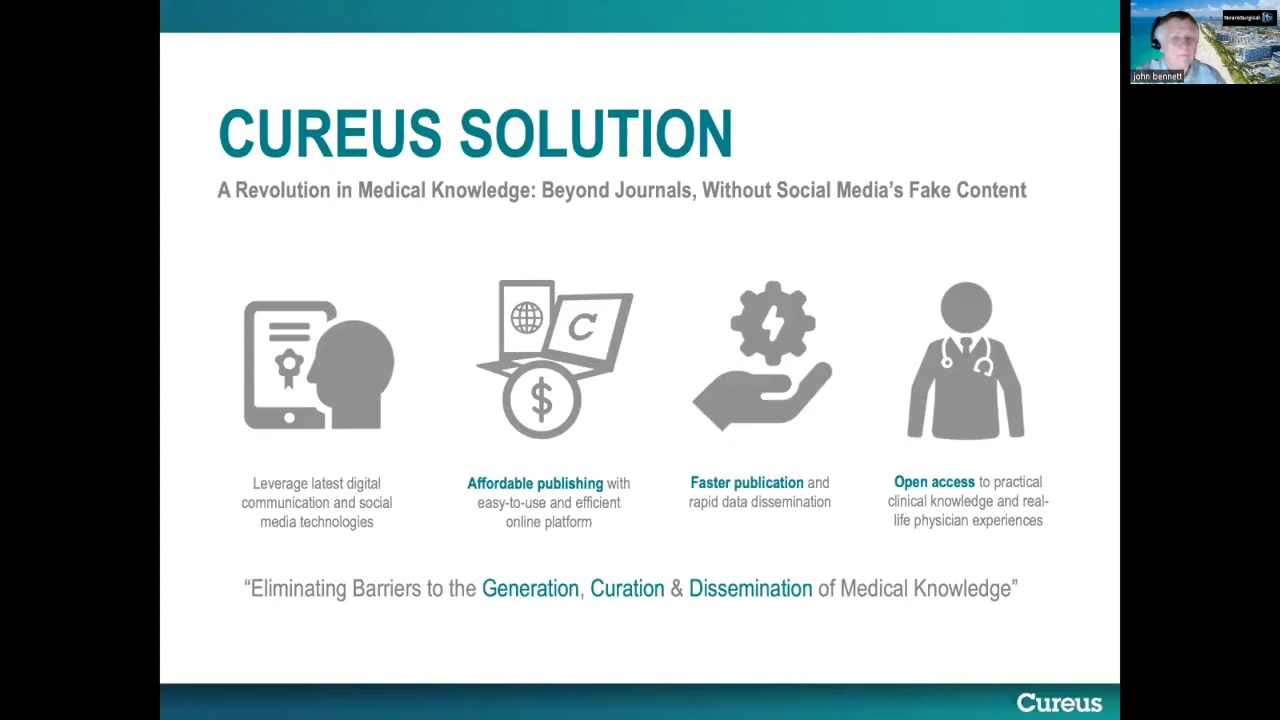 CUREUS SOLUTION
A Revolution in Medical Knowledge: Beyond Journals, Without Social Media’s Fake Content
Leverage latest digital
communication and social
media technologies
Affordable publishing with
easy-to-use and efficient
online platform
Faster publication and
rapid data dissemination
Open access to practical
clinical knowledge and real-
life physician experiences
“Eliminating Barriers to the Generation, Curation & Dissemination of Medical Knowledge”
Cureus
NeuroSurgical.
john bennett